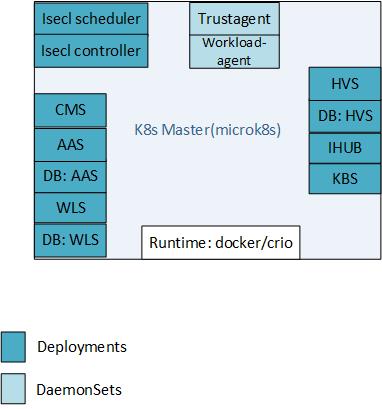 Isecl scheduler
Isecl controller
Trustagent
Workload-
agent
CMS
AAS
DB: AAS
WLS
DB: WLS
K8s Master(microk8s)
HVS
DB: HVS
IHUB
KBS
Runtime: docker/crio
Deployments
DaemonSets